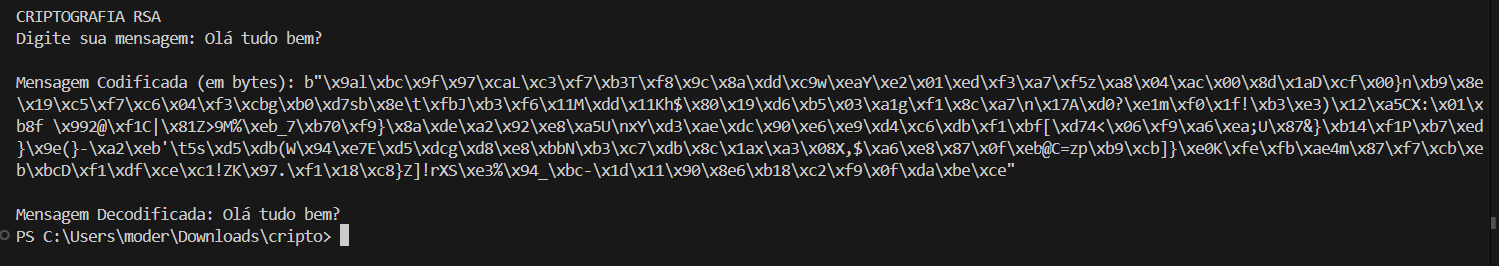 CRIPTOGRAFIA RSA
Digite sua mensagem: Olá tudo bem?
Mensagem Codificada (em bytes): b"\x9al\xbc\x9f\x97\xcaL\xc3\xf7\xb3T\xf8\x9c\x8a\xdd\xc9w\xeaY\xe2\x01\xed\xf3\xa7\xf5z\xa8\x04\xac\x00\x8d\x1aD\xcf\x00}n\xb9\x8e
\x19\xc5\xf7\xc6\x04\xf3\xcbg\xb0\xd7sb\x8e\t\xfbJ\xb3\xf6\x11M\xdd\x11Kh$\x80\x19\xd6\xb5\x03\xa1g\xf1\x8c\xa7\n\x17A\xd0?\xe1m\xf0\x1f!\xb3\xe3)\x12\xa5CX:\x01\x
b8f \x992@\xf1C|\x81Z>9M%\xeb_7\xb70\xf9}\x8a\xde\xa2\x92\xe8\xa5U\nxY\xd3\xae\xdc\x90\xe6\xe9\xd4\xc6\xdb\xf1\xbf[\xd74<\x06\xf9\xa6\xea;U\x87&}\xb14\xf1P\xb7\xed
}\x9e(}-\xa2\xeb'\t5s\xd5\xdb(W\x94\xe7E\xd5\xdcg\xd8\xe8\xbbN\xb3\xc7\xdb\x8c\x1ax\xa3\x08X,$\xa6\xe8\x87\x0f\xeb@C=zp\xb9\xcb]}\xe0K\xfe\xfb\xae4m\x87\xf7\xcb\xe
b\xbcD\xf1\xdf\xce\xc1!ZK\x97.\xf1\x18\xc8}Z]!rXS\xe3%\x94_\xbc-\x1d\x11\x90\x8e6\xb18\xc2\xf9\x0f\xda\xbe\xce"
Mensagem Decodificada: Olá tudo bem?
PS C:\Users\moder\Downloads\cripto>